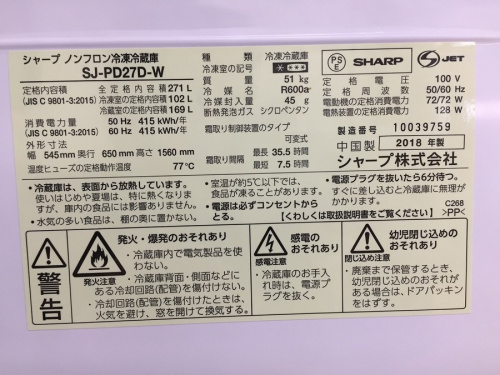 シャープ ノンフロン冷凍冷蔵庫
SJ-PD27D-W
定格内容積 全定格内容積 271 L
(JIS C 9801-3:2015) 冷凍室の定格内容積 102 L
冷蔵室の定格内容積 169 L
消費電力量 50 Hz 415 kWh/年
(JIS C 9801-3:2015) 60 Hz 415 kWh/年
外形寸法
幅 545mm 奥行 650 mm 高さ 1560 mm
温度ヒューズの定格動作温度 77℃
種類 冷凍冷蔵庫
冷凍室の記号
質量 51 kg
冷媒名 R600a
冷媒封入量 45 g
断熱発泡ガス シクロペンタン
霜取り制御装置のタイプ
可変式
霜取り間隔 最大 35.5 時間
最小 7.5 時間
PS
E
SHARP
S JET
定格電圧 100 V
定格周波数 50/60 Hz
電動機の定格消費電力 72/72 W
電熱装置の定格消費電力 128 W
製造番号 10039759
中国製 2018 年製
シャープ株式会社
・冷蔵庫は、表面から放熱しています。
使いはじめや夏場は、特に熱くなりま
すが、庫内の食品には影響ありません。
・水気の多い食品は、棚の奥に置かない。
・室温が約5℃以下では、
食品が凍ることがある。
・電源は必ずコンセントから
とる。
・電源プラグを抜いたら6分待つ。
すぐに差し込むと冷蔵庫に無理が
かかります。
【くわしくは取扱説明書をご覧ください】
C268
>PP<
警告
発火・爆発のおそれあり
発火注意
・冷蔵庫内で電気製品を使
わない。
・冷蔵庫背面・側面などに
ある冷却回路(配管)を傷付けない。
・冷却回路(配管)を傷付けたときは、
火気を避け、窓を開けて換気する。
感電の
おそれあり
感電注意
・冷蔵庫のお手入
れ時は、電源プ
ラグを抜く。
幼児閉じ込めの
おそれあり
閉じ込め注意
・廃棄まで保管するとき、
幼児の閉じ込めのおそれが
ある場合は、ドアパッキン
をはずす。